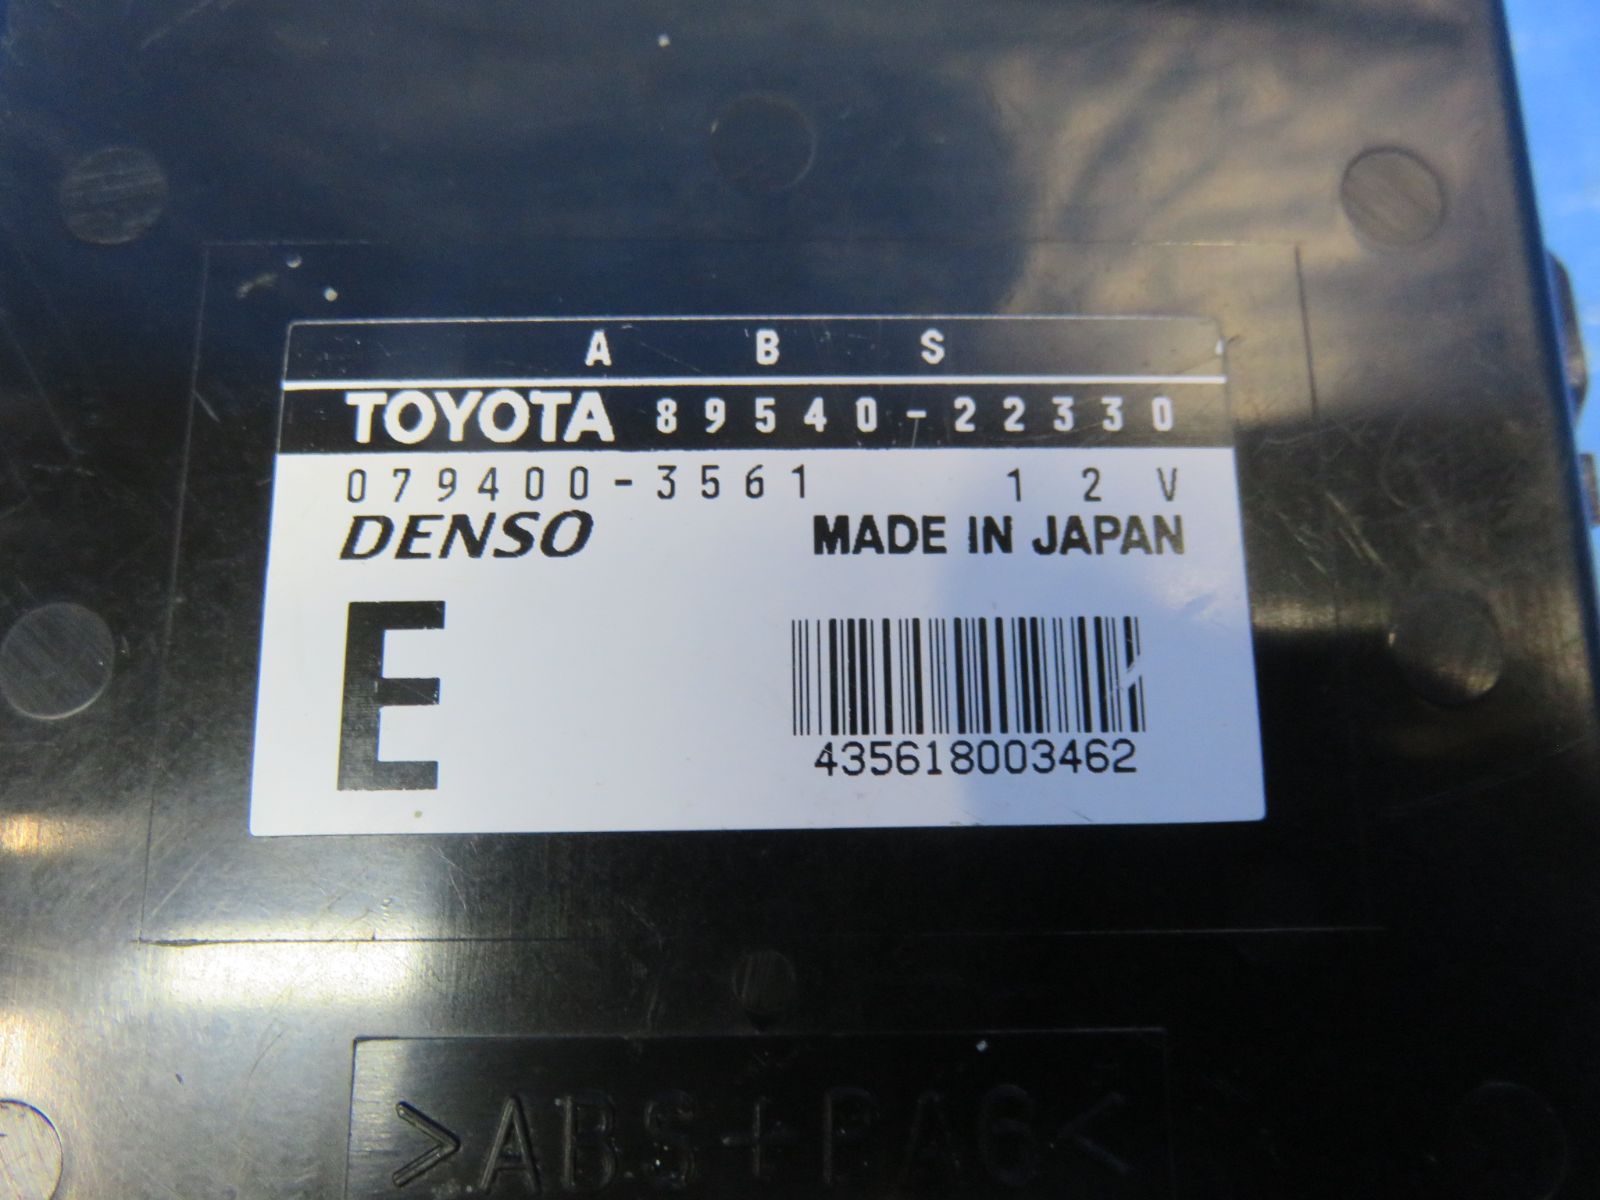 A B S
TOYOTA 89540-22330
079400-3561 12V
DENSO MADE IN JAPAN
E
435618003462
>ABS+PA6<